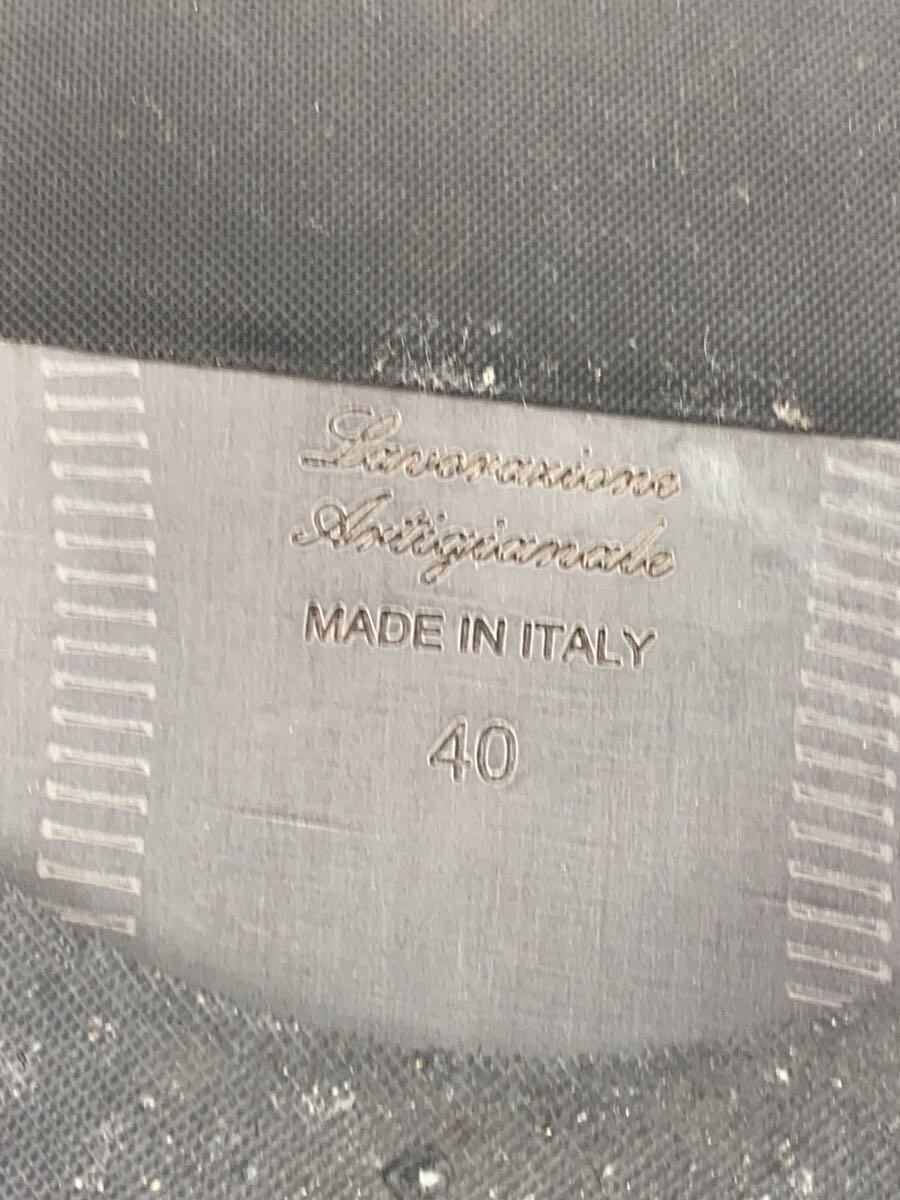 Lavorazione
Artigianale
MADE IN ITALY
40